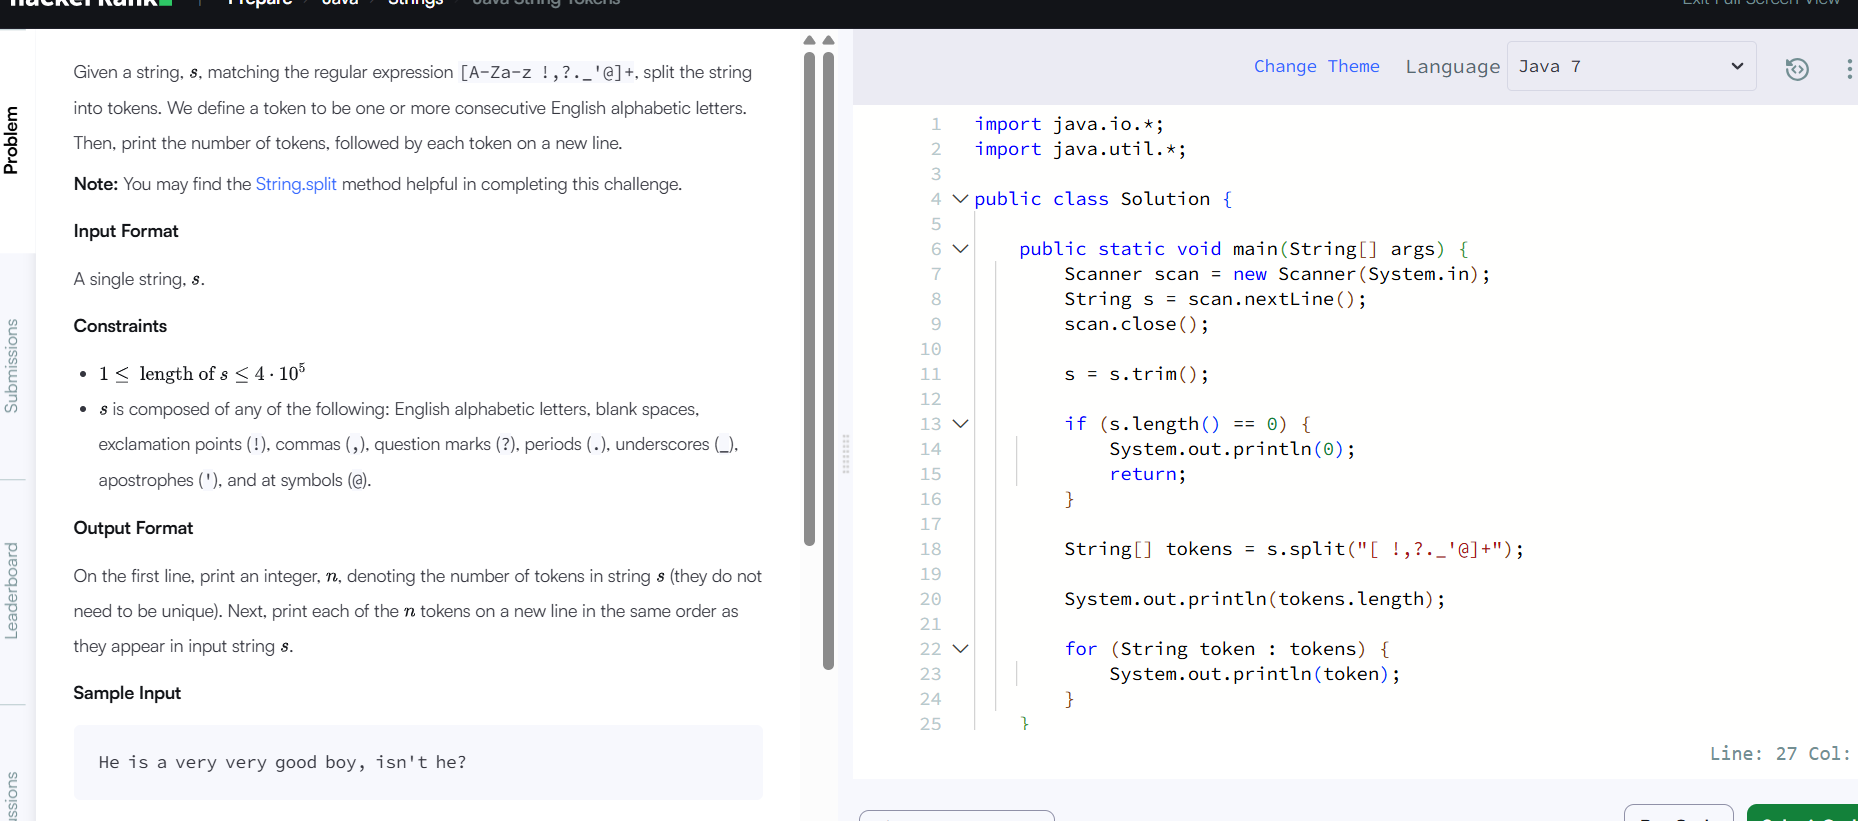 Prepare Java Strings Java String Tokens
Exit Full Screen View
Problem
Submissions
Leaderboard
Given a string, s, matching the regular expression [A-Za-z !,?._'@]+, split the string
into tokens. We define a token to be one or more consecutive English alphabetic letters.
Then, print the number of tokens, followed by each token on a new line.
Note: You may find the String.split method helpful in completing this challenge.
Input Format
A single string, s.
Constraints
• 1 ≤ length of s ≤ 4 · 10⁵
• s is composed of any of the following: English alphabetic letters, blank spaces,
exclamation points (!), commas (,), question marks (?), periods (.), underscores (_),
apostrophes ('), and at symbols (@).
Output Format
On the first line, print an integer, n, denoting the number of tokens in string s (they do not
need to be unique). Next, print each of the n tokens on a new line in the same order as
they appear in input string s.
Sample Input
He is a very very good boy, isn't he?
Change Theme Language Java 7
1 import java.io.*;
2 import java.util.*;
3
4 public class Solution {
5
6 public static void main(String[] args) {
7 Scanner scan = new Scanner(System.in);
8 String s = scan.nextLine();
9 scan.close();
10
11 s = s.trim();
12
13 if (s.length() == 0) {
14 System.out.println(0);
15 return;
16 }
17
18 String[] tokens = s.split("[ !,?._'@]+");
19
20 System.out.println(tokens.length);
21
22 for (String token : tokens) {
23 System.out.println(token);
24 }
25 }
Line: 27 Col: